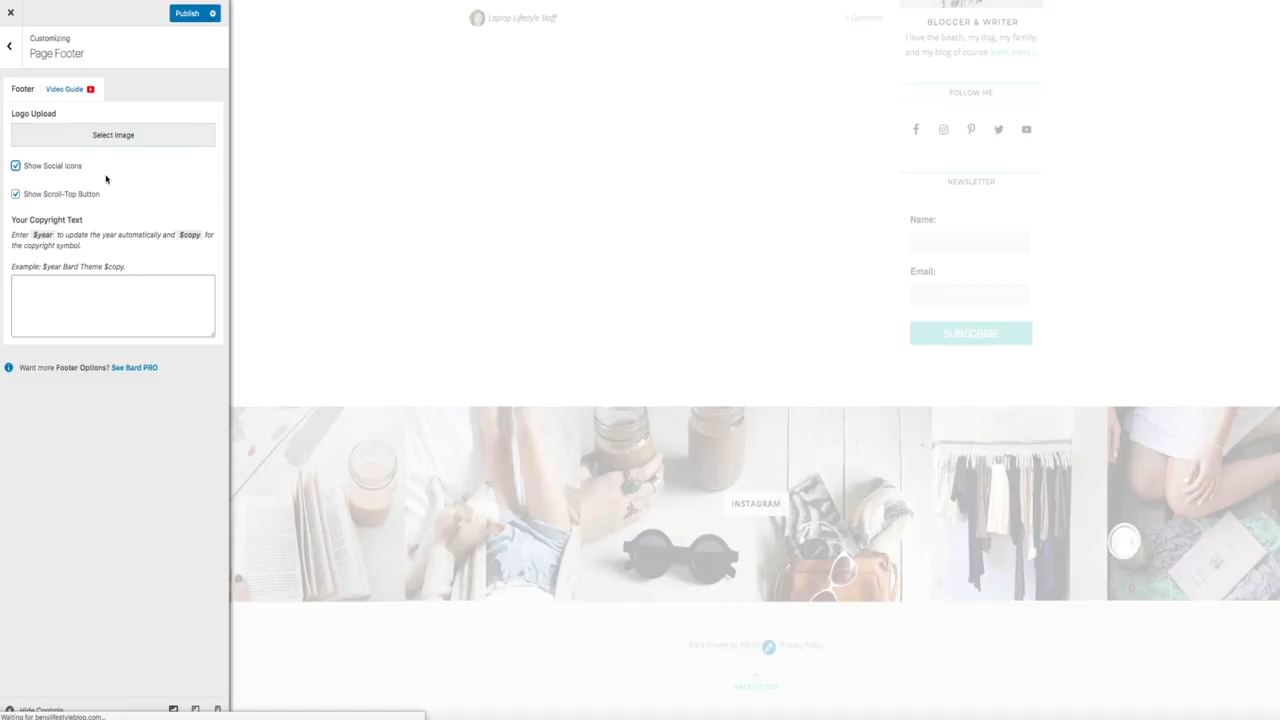 Publish
Customizing
Page Footer
Footer Video Guide
Logo Upload
Select image
Show Social Icons
Show Scroll-Top Button
Your Copyright Text
Enter $year to update the year automatically and $copy for
the copyright symbol.
Example: $year Bard Theme $copy.
Want more Footer Options? See Bard PRO
Hide Controls
Waiting for benslifestyleblog.com...
Laptop Lifestyle Staff
1 Comment
BLOGGER & WRITER
I love the beach, my dog, my family,
and my blog of course learn more...
FOLLOW ME
NEWSLETTER
Name:
Email:
SUBSCRIBE
INSTAGRAM
Bard Theme by WP Privacy Policy
BACK TO TOP